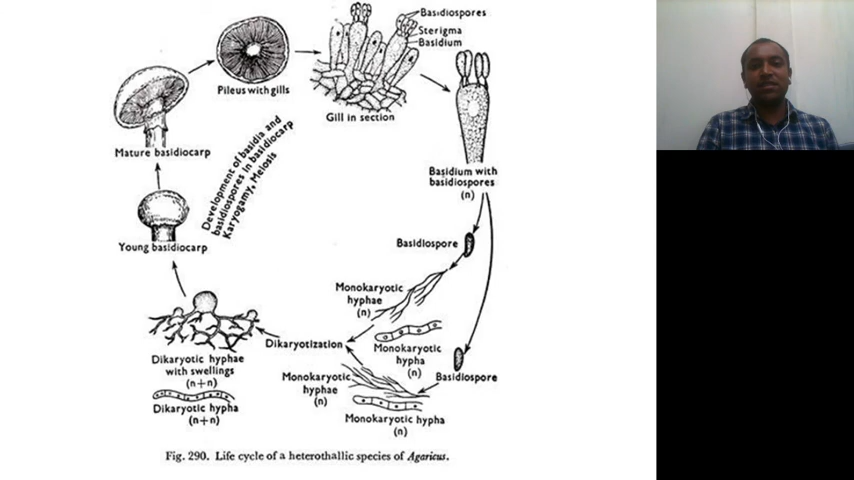 Basidiospores
Sterigma
Basidium
Pileus with gills
Gill in section
Mature basidiocarp
Development of basidia and
basidiospores in basidiocarp
Karyogamy, Meiosis
Basidium with
basidiospores
(n)
Young basidiocarp
Basidiospore
Monokaryotic
hyphae
(n)
Dikaryotization
Monokaryotic
hypha
(n)
Dikaryotic hyphae
with swellings
(n+n)
Monokaryotic
hyphae
(n)
Basidiospore
Dikaryotic hypha
(n+n)
Monokaryotic hypha
(n)
Fig. 290. Life cycle of a heterothallic species of Agaricus.